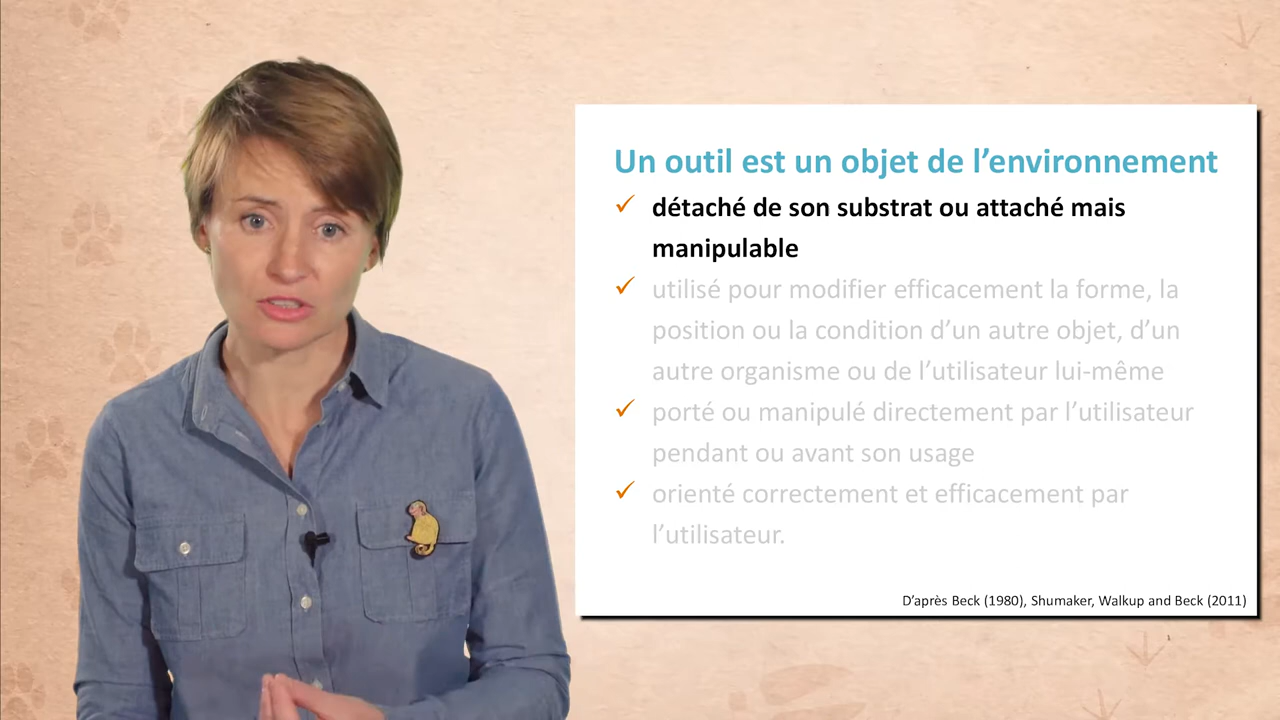 Un outil est un objet de l’environnement
détaché de son substrat ou attaché mais
manipulable
utilisé pour modifier efficacement la forme, la
position ou la condition d’un autre objet, d’un
autre organisme ou de l’utilisateur lui-même
porté ou manipulé directement par l’utilisateur
pendant ou avant son usage
orienté correctement et efficacement par
l’utilisateur.
D’après Beck (1980), Shumaker, Walkup and Beck (2011)